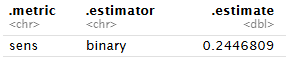 .metric .estimator .estimate
<chr> <chr> <dbl>
sens binary 0.2446809